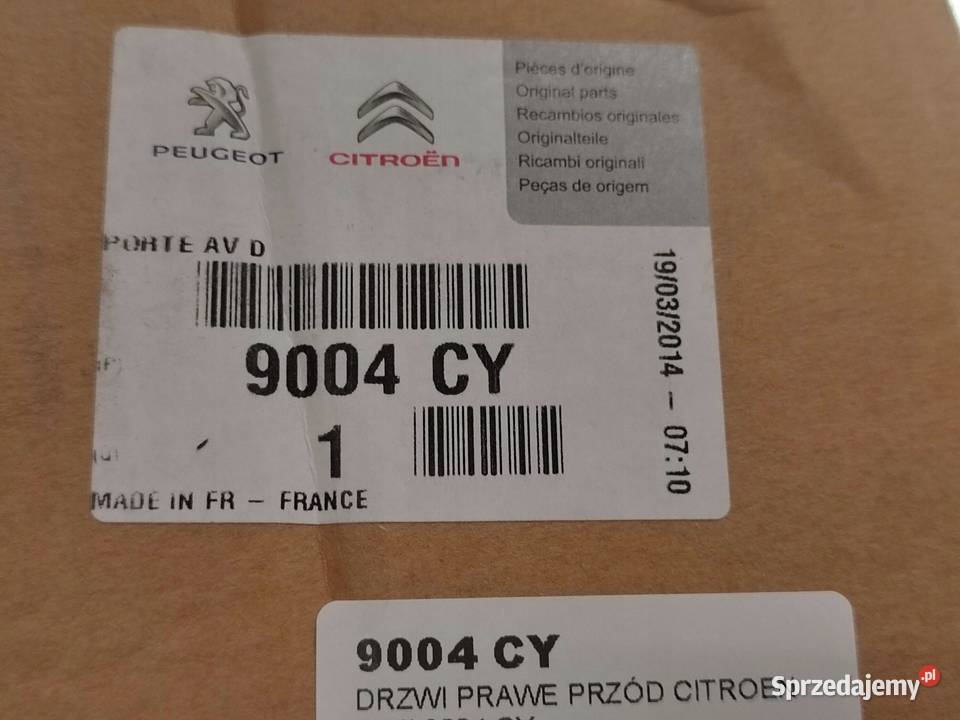 PEUGEOT
CITROËN
Pièces d'origine
Original parts
Recambios originales
Originalteile
Ricambi originali
Peças de origem
PORTE AV D
9004 CY
1
MADE IN FR - FRANCE
19/03/2014 - 07:10
9004 CY
DRZWI PRAWE PRZÓD CITROEN
Sprzedajemy.pl